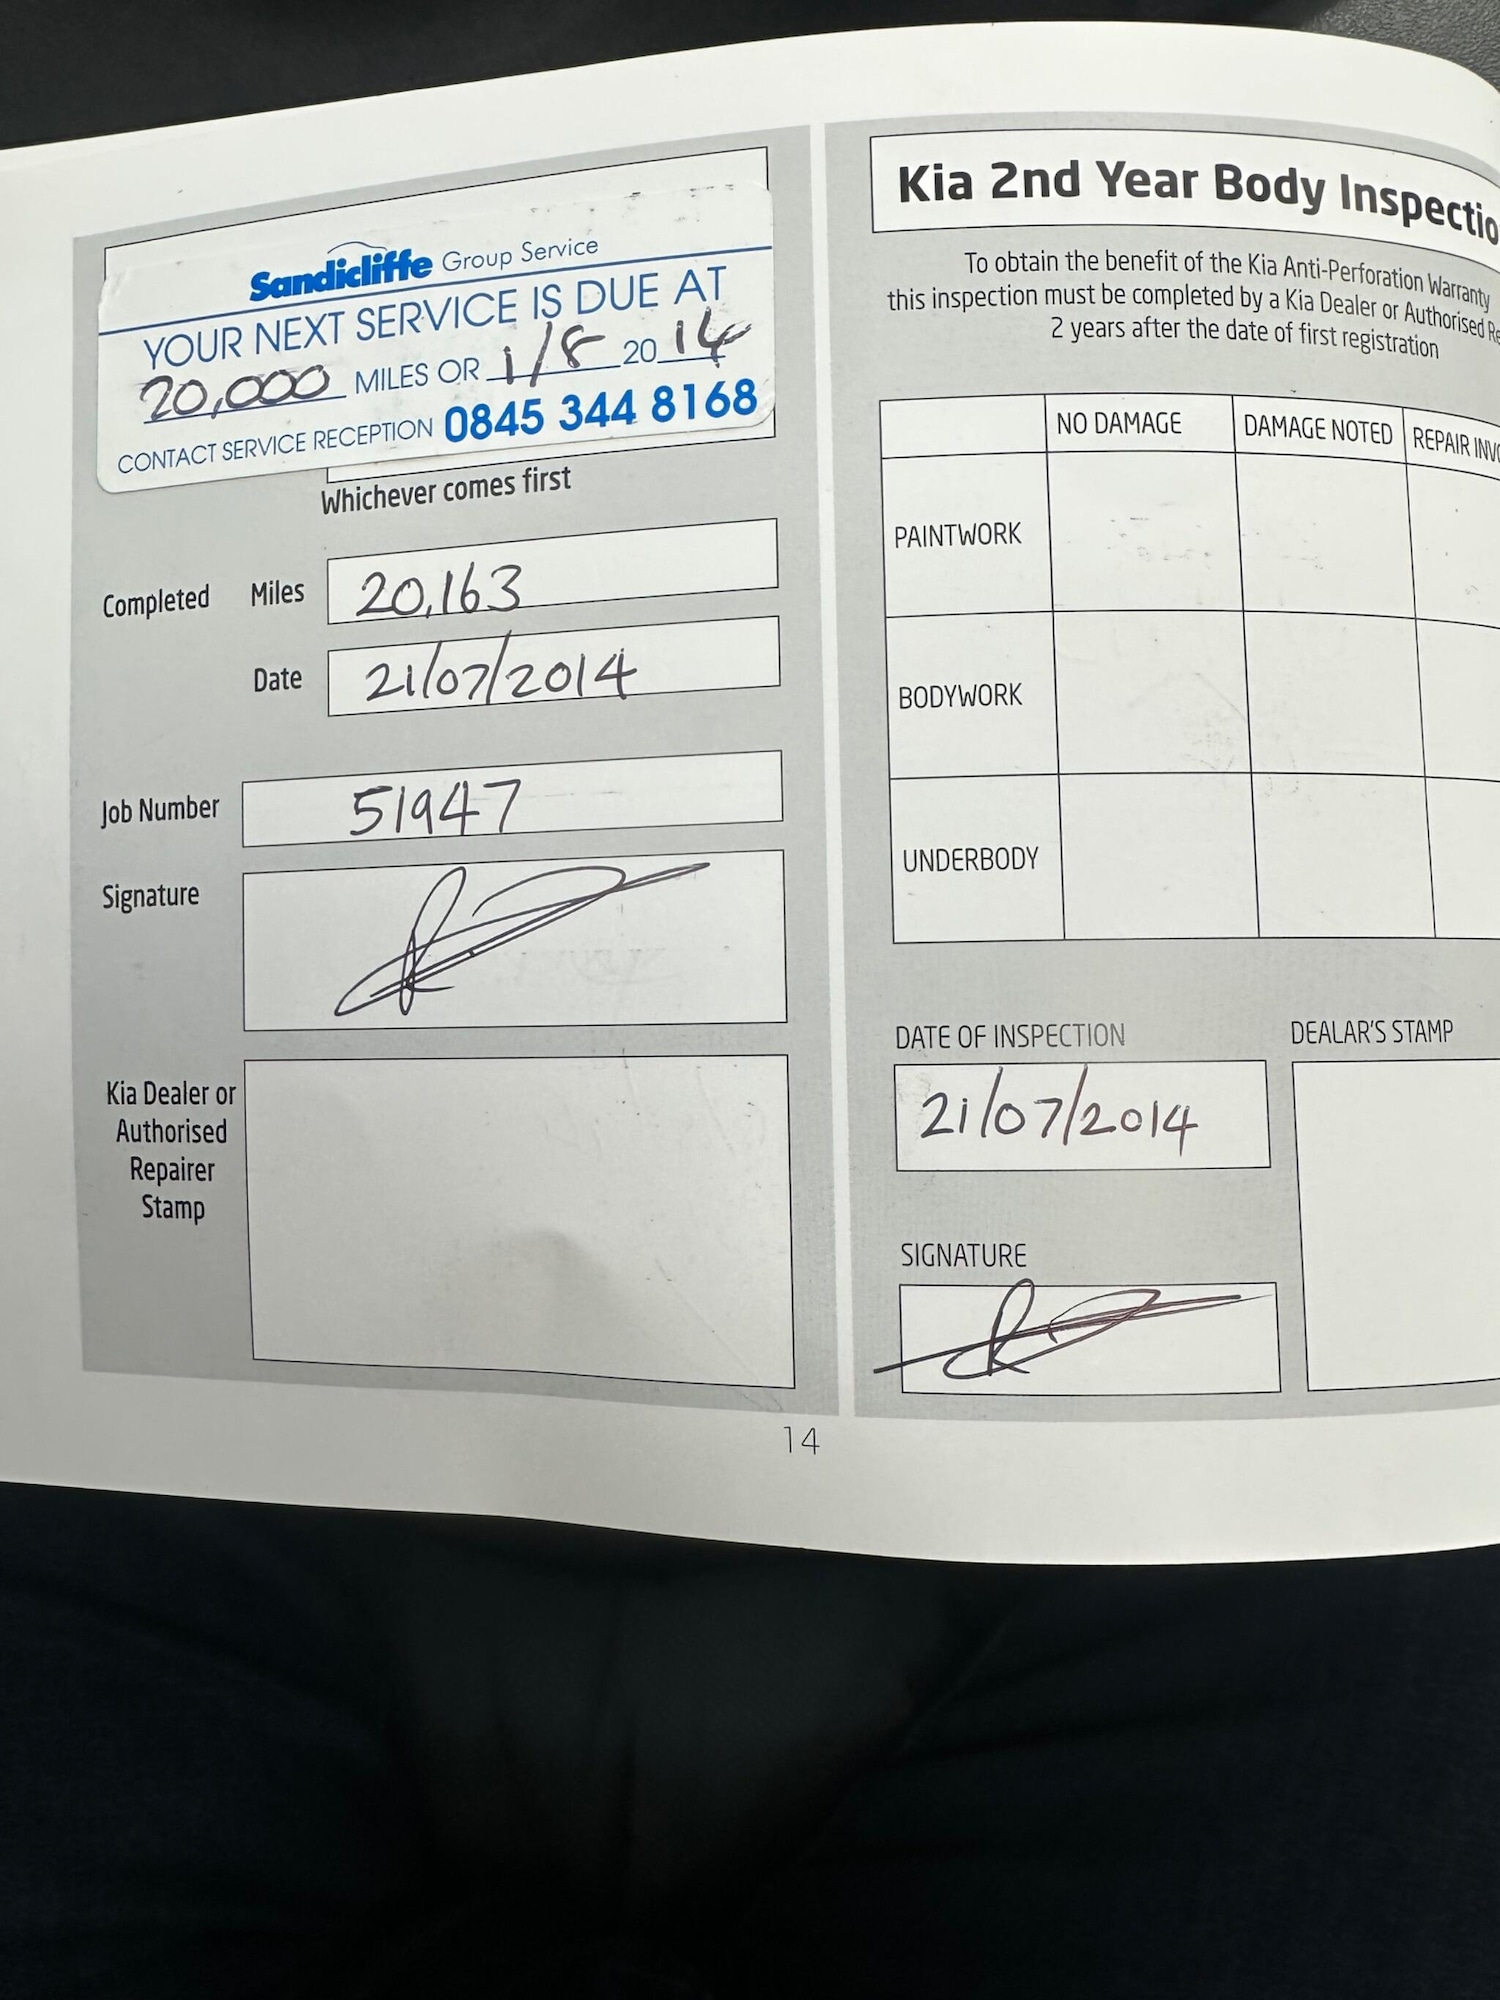 Sandicliffe Group Service
YOUR NEXT SERVICE IS DUE AT
20,000 MILES OR 1/8 2014
CONTACT SERVICE RECEPTION 0845 344 8168
Whichever comes first
Completed Miles 20,163
Date 21/07/2014
Job Number 51947
Signature
Kia Dealer or
Authorised
Repairer
Stamp
Kia 2nd Year Body Inspectio
To obtain the benefit of the Kia Anti-Perforation Warranty
this inspection must be completed by a Kia Dealer or Authorised Re
2 years after the date of first registration
NO DAMAGE DAMAGE NOTED REPAIR INVO
PAINTWORK
BODYWORK
UNDERBODY
DATE OF INSPECTION DEALAR'S STAMP
21/07/2014
SIGNATURE
14